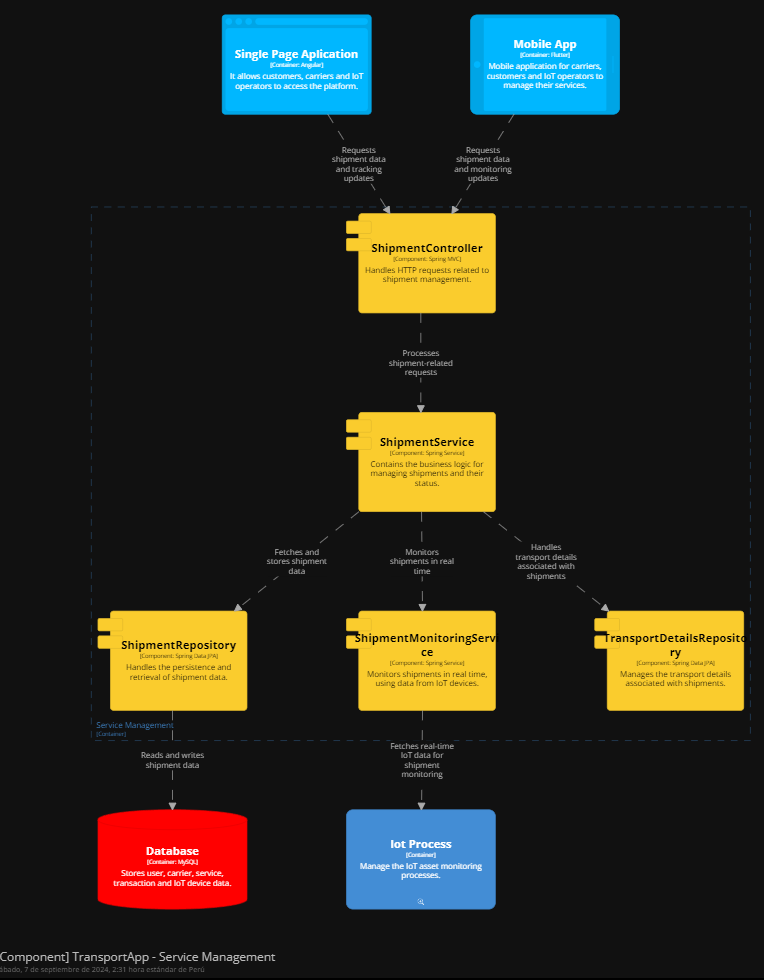 Single Page Aplication
[Container: Angular]
It allows customers, carriers and IoT
operators to access the platform.
Mobile App
[Container: Flutter]
Mobile application for carriers,
customers and IoT operators to
manage their services.
Requests
shipment data
and tracking
updates
Requests
shipment data
and monitoring
updates
ShipmentController
[Component: Spring MVC]
Handles HTTP requests related to
shipment management.
Processes
shipment-related
requests
ShipmentService
[Component: Spring Service]
Contains the business logic for
managing shipments and their
status.
Fetches and
stores shipment
data
Monitors
shipments in real
time
Handles
transport details
associated with
shipments
ShipmentRepository
[Component: Spring Data JPA]
Handles the persistence and
retrieval of shipment data.
ShipmentMonitoringServi
ce
[Component: Spring Service]
Monitors shipments in real time,
using data from IoT devices.
TransportDetailsReposito
ry
[Component: Spring Data JPA]
Manages the transport details
associated with shipments.
Service Management
[Container]
Reads and writes
shipment data
Fetches real-time
IoT data for
shipment
monitoring
Database
[Container: MySQL]
Stores user, carrier, service,
transaction and IoT device data.
Iot Process
[Container]
Manage the IoT asset monitoring
processes.
Component] TransportApp - Service Management
ábado, 7 de septiembre de 2024, 2:31 hora estándar de Perú